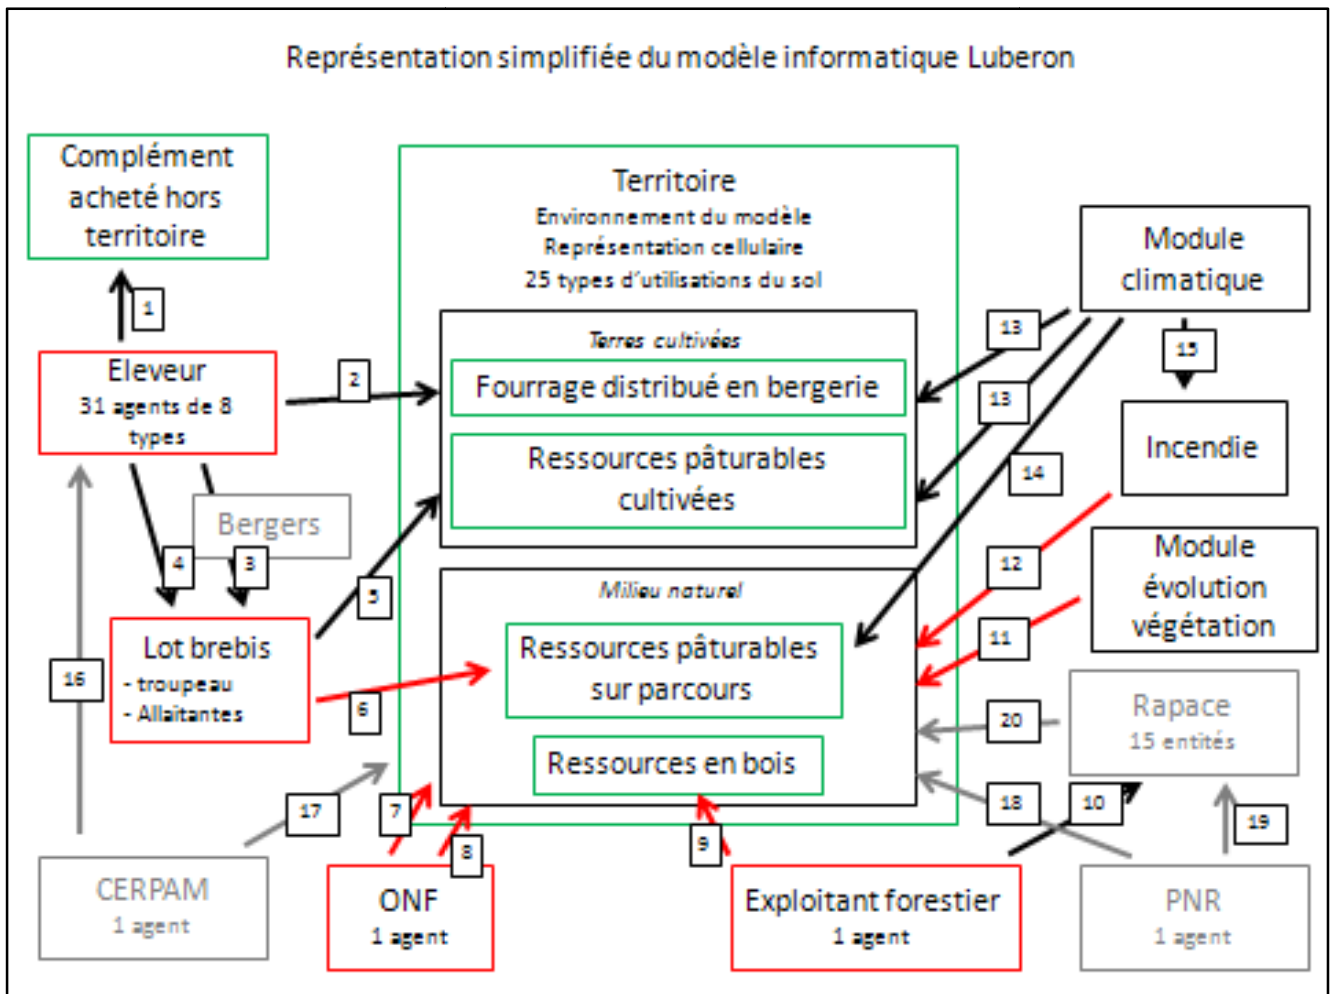 Représentation simplifiée du modèle informatique Luberon
Complément
acheté hors
territoire
1
Eleveur
31 agents de 8
types
2
Bergers
4
3
5
Lot brebis
- troupeau
- Allaitantes
6
16
17
CERPAM
1 agent
Territoire
Environnement du modèle
Représentation cellulaire
25 types d'utilisations du sol
Terres cultivées
Fourrage distribué en bergerie
Ressources pâturables
cultivées
Milieu naturel
Ressources pâturables
sur parcours
Ressources en bois
7
8
9
ONF
1 agent
Exploitant forestier
1 agent
Module
climatique
13
15
13
14
Incendie
12
Module
évolution
végétation
11
Rapace
15 entités
20
18
10
19
PNR
1 agent